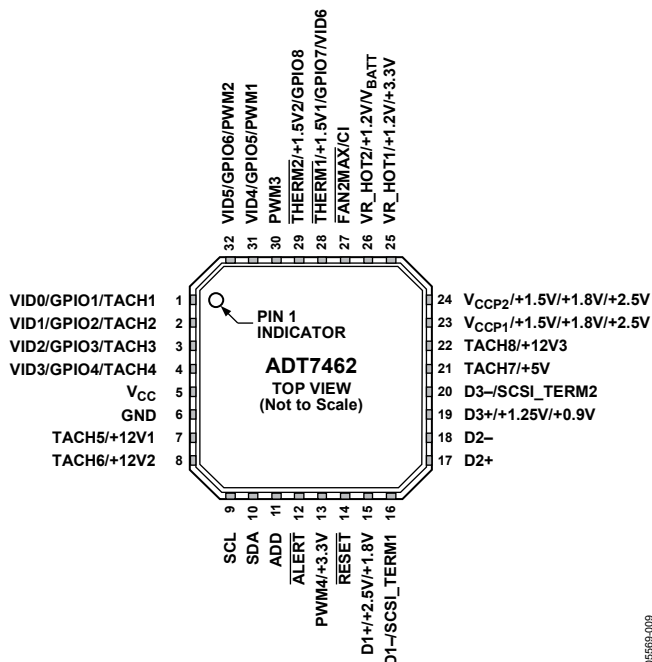 VID5/GPIO6/PWM2
VID4/GPIO5/PWM1
PWM3
THERM2/+1.5V2/GPIO8
THERM1/+1.5V1/GPIO7/VID6
FAN2MAX/CI
VR_HOT2/+1.2V/VBATT
VR_HOT1/+1.2V/+3.3V
32 31 30 29 28 27 26 25
VID0/GPIO1/TACH1 1
VID1/GPIO2/TACH2 2
VID2/GPIO3/TACH3 3
VID3/GPIO4/TACH4 4
VCC 5
GND 6
TACH5/+12V1 7
TACH6/+12V2 8
PIN 1
INDICATOR
ADT7462
TOP VIEW
(Not to Scale)
24 VCCP2/+1.5V/+1.8V/+2.5V
23 VCCP1/+1.5V/+1.8V/+2.5V
22 TACH8/+12V3
21 TACH7/+5V
20 D3–/SCSI_TERM2
19 D3+/+1.25V/+0.9V
18 D2–
17 D2+
9 10 11 12 13 14 15 16
SCL
SDA
ADD
ALERT
PWM4/+3.3V
RESET
D1+/+2.5V/+1.8V
D1–/SCSI_TERM1
05569-009